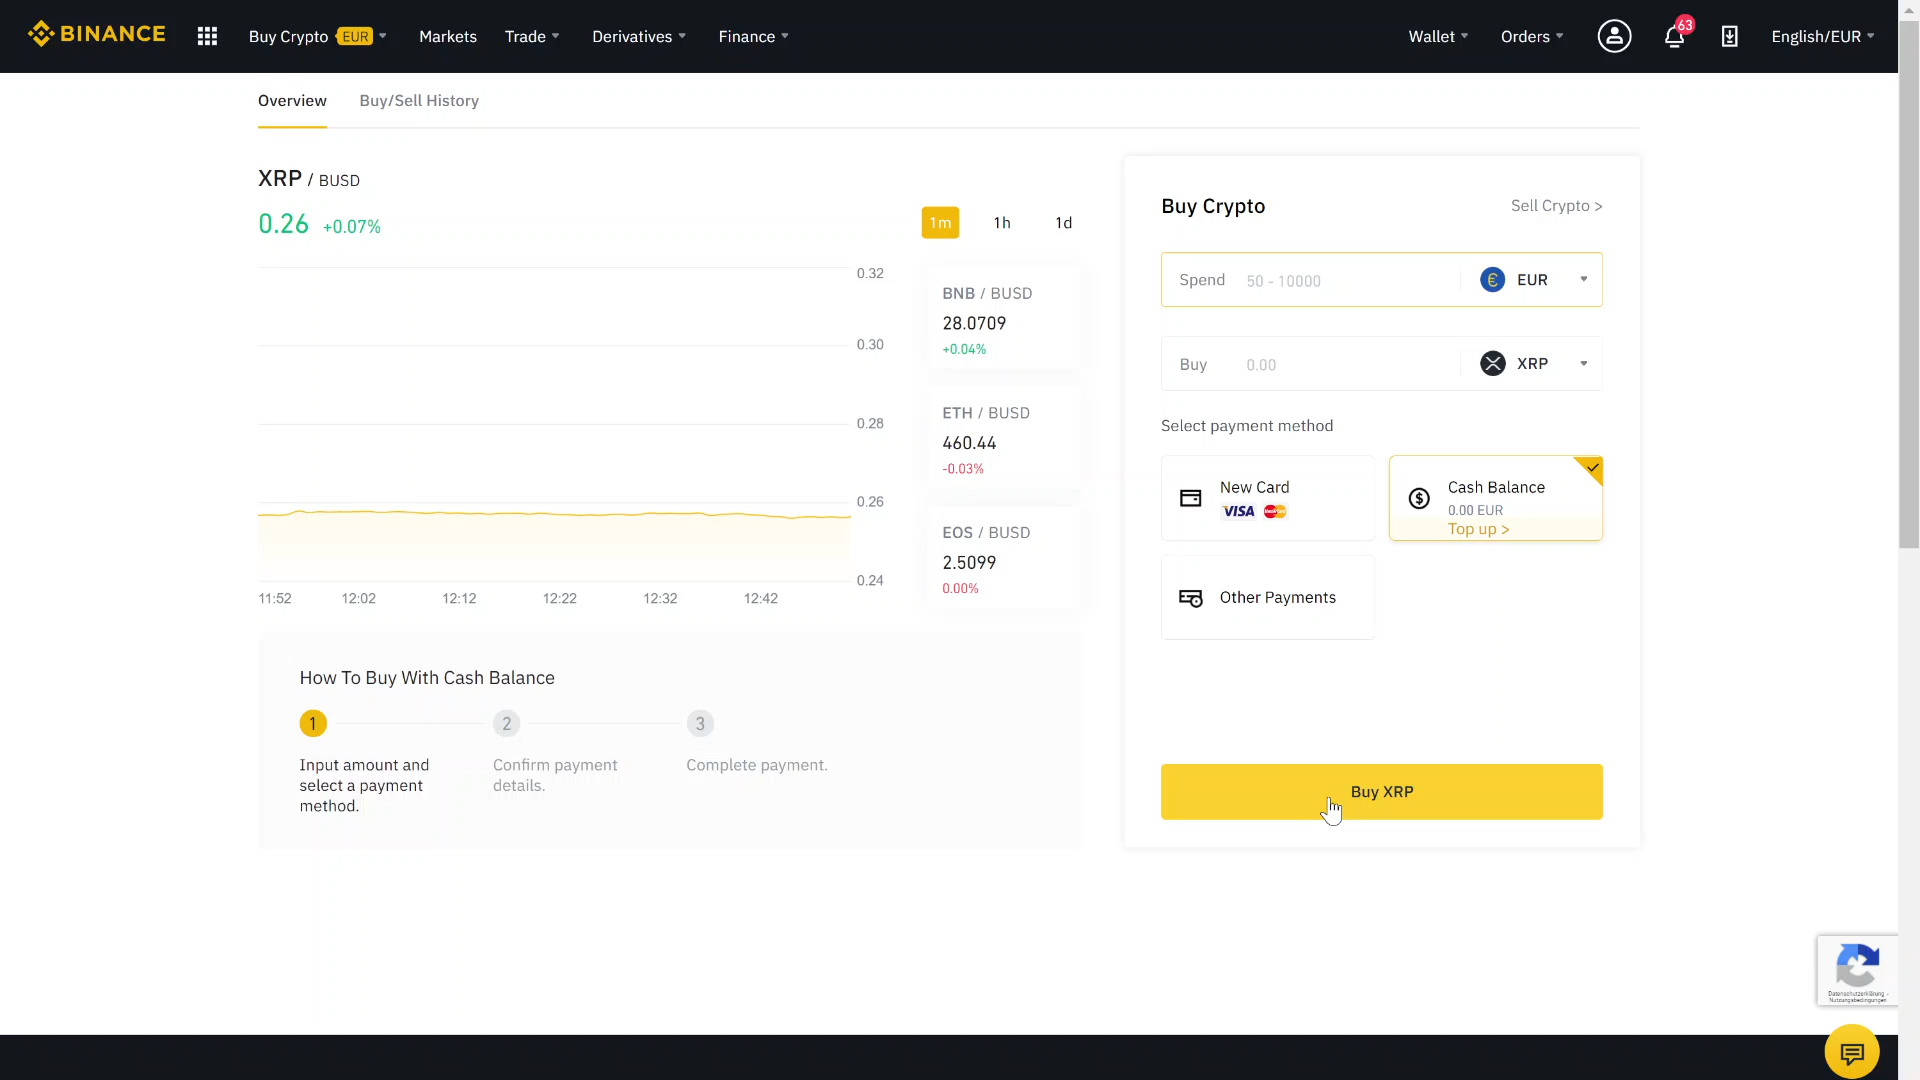 BINANCE
Buy Crypto EUR
Markets
Trade
Derivatives
Finance
Wallet
Orders
63
English/EUR
Overview
Buy/Sell History
XRP / BUSD
0.26 +0.07%
1m
1h
1d
0.32
0.30
0.28
0.26
0.24
11:52
12:02
12:12
12:22
12:32
12:42
BNB / BUSD
28.0709
+0.04%
ETH / BUSD
460.44
-0.03%
EOS / BUSD
2.5099
0.00%
How To Buy With Cash Balance
1
Input amount and
select a payment
method.
2
Confirm payment
details.
3
Complete payment.
Buy Crypto
Sell Crypto >
Spend 50 - 10000 € EUR
Buy 0.00 XRP
Select payment method
New Card
VISA
Cash Balance
0.00 EUR
Top up >
Other Payments
Buy XRP
Datenschutzerklärung -
Nutzungsbedingungen